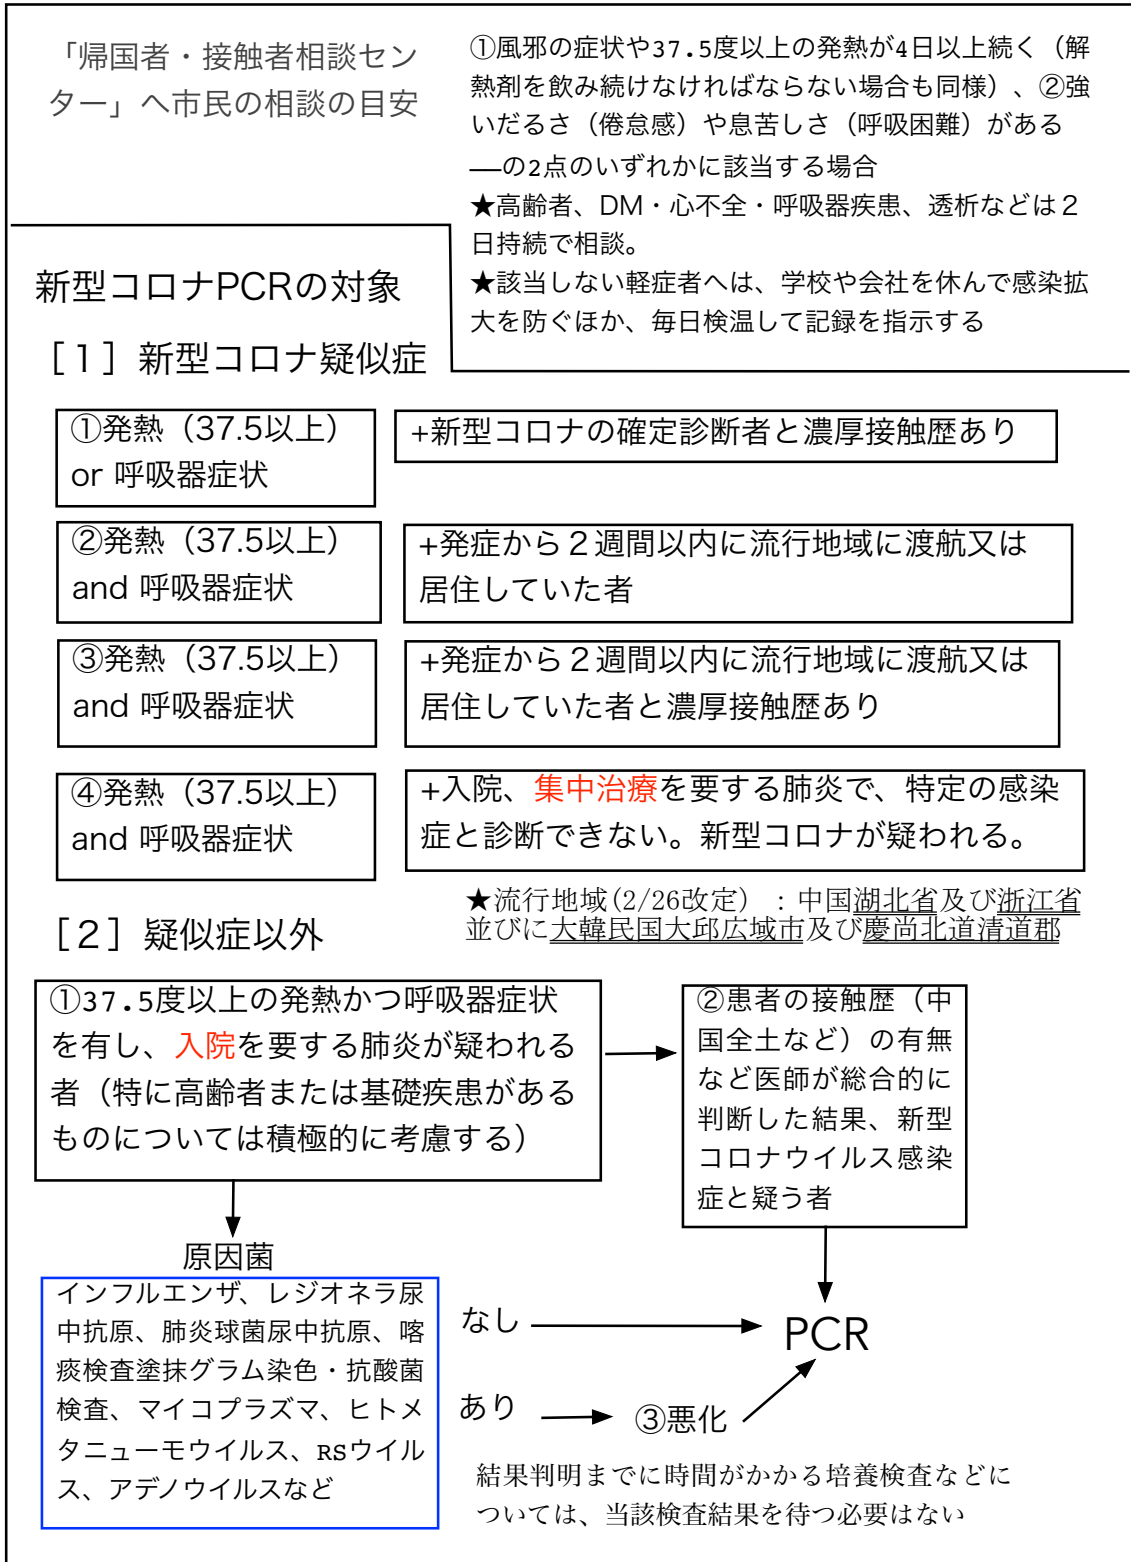 「帰国者・接触者相談セン
ター」へ市民の相談の目安
①風邪の症状や37.5度以上の発熱が4日以上続く（解
熱剤を飲み続けなければならない場合も同様）、②強
いだるさ（倦怠感）や息苦しさ（呼吸困難）がある
──の2点のいずれかに該当する場合
★高齢者、DM・心不全・呼吸器疾患、透析などは２
日持続で相談。
★該当しない軽症者へは、学校や会社を休んで感染拡
大を防ぐほか、毎日検温して記録を指示する
新型コロナPCRの対象
［１］新型コロナ疑似症
①発熱（37.5以上）
or 呼吸器症状
+新型コロナの確定診断者と濃厚接触歴あり
②発熱（37.5以上）
and 呼吸器症状
+発症から２週間以内に流行地域に渡航又は
居住していた者
③発熱（37.5以上）
and 呼吸器症状
+発症から２週間以内に流行地域に渡航又は
居住していた者と濃厚接触歴あり
④発熱（37.5以上）
and 呼吸器症状
+入院、集中治療を要する肺炎で、特定の感染
症と診断できない。新型コロナが疑われる。
★流行地域(2/26改定）：中国湖北省及び浙江省
並びに大韓民国大邱広域市及び慶尚北道清道郡
［２］疑似症以外
①37.5度以上の発熱かつ呼吸器症状
を有し、入院を要する肺炎が疑われる
者（特に高齢者または基礎疾患がある
ものについては積極的に考慮する）
②患者の接触歴（中
国全土など）の有無
など医師が総合的に
判断した結果、新型
コロナウイルス感染
症と疑う者
原因菌
インフルエンザ、レジオネラ尿
中抗原、肺炎球菌尿中抗原、喀
痰検査塗抹グラム染色・抗酸菌
検査、マイコプラズマ、ヒトメ
タニューモウイルス、RSウイル
ス、アデノウイルスなど
なし
PCR
あり
③悪化
結果判明までに時間がかかる培養検査などに
ついては、当該検査結果を待つ必要はない